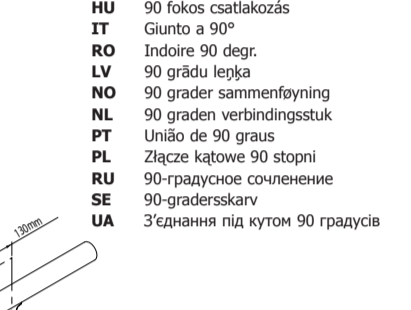 HU 90 fokos csatlakozás
IT Giunto a 90°
RO Indoire 90 degr.
LV 90 grādu leņķa
NO 90 grader sammenføyning
NL 90 graden verbindingsstuk
PT União de 90 graus
PL Złącze kątowe 90 stopni
RU 90-градусное сочленение
SE 90-gradersskarv
UA З’єднання під кутом 90 градусів
130mm